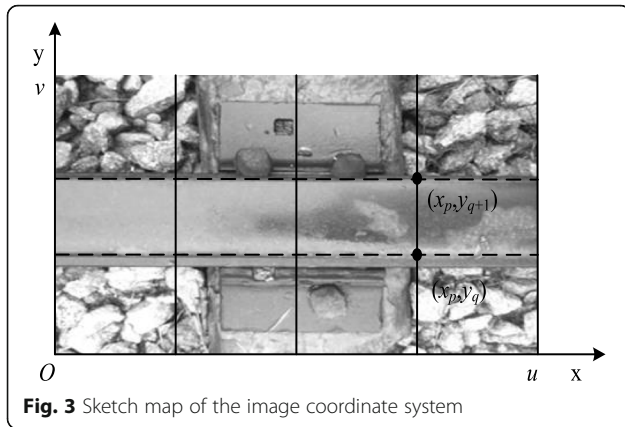 y
v
(x_p,y_{q+1})
(x_p,y_q)
O
u
x
Fig. 3 Sketch map of the image coordinate system